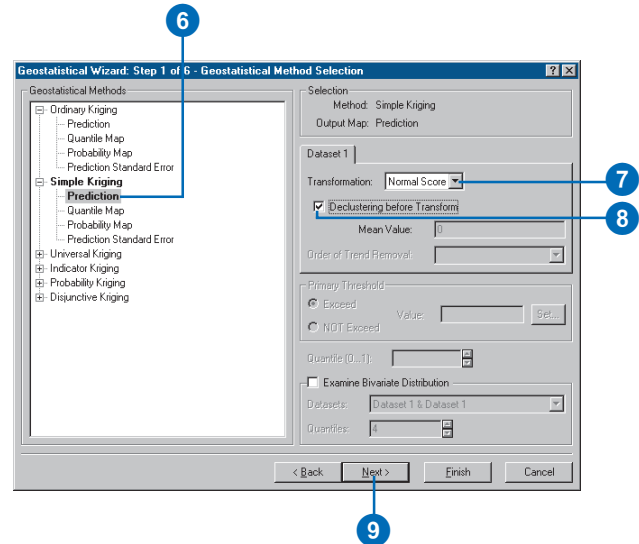 6
Geostatistical Wizard: Step 1 of 6 - Geostatistical Method Selection
Geostatistical Methods
Ordinary Kriging
Prediction
Quantile Map
Probability Map
Prediction Standard Error
Simple Kriging
Prediction
Quantile Map
Probability Map
Prediction Standard Error
Universal Kriging
Indicator Kriging
Probability Kriging
Disjunctive Kriging
Selection
Method: Simple Kriging
Output Map: Prediction
Dataset 1
Transformation: Normal Score
7
Declustering before Transform
8
Mean Value: 0
Order of Trend Removal:
Primary Threshold
Exceed
Value: Set...
NOT Exceed
Quantile (0...1):
Examine Bivariate Distribution
Datasets: Dataset 1 & Dataset 1
Quantiles: 4
< Back Next > Finish Cancel
9